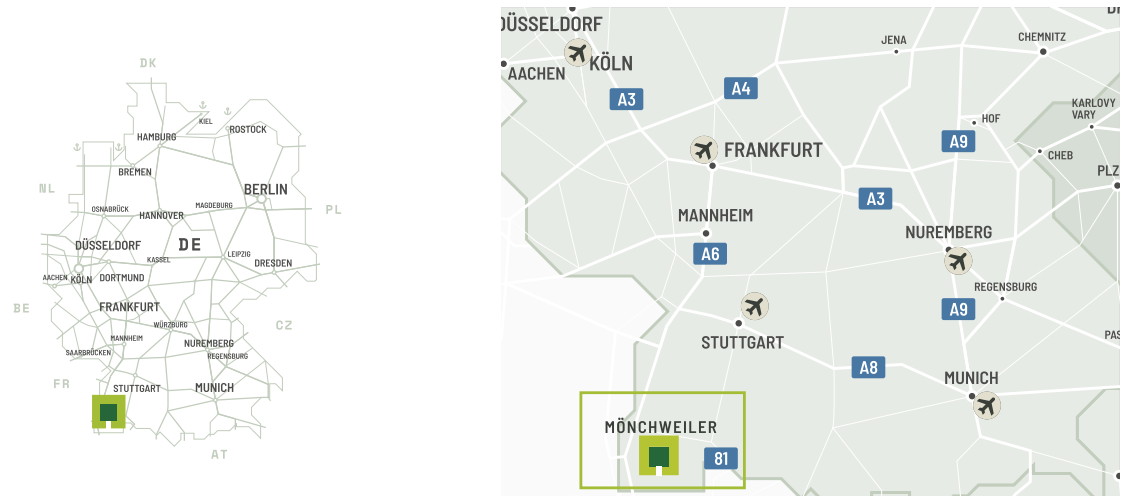 DK
KIEL
ROSTOCK
HAMBURG
BREMEN
NL
BERLIN
OSNABRÜCK
MAGDEBURG
HANNOVER
PL
DÜSSELDORF
DE
KASSEL
LEIPZIG
DRESDEN
AACHEN
KÖLN
DORTMUND
BE
FRANKFURT
WÜRZBURG
CZ
MANNHEIM
NUREMBERG
SAARBRÜCKEN
REGENSBURG
FR
STUTTGART
MUNICH
AT
DÜSSELDORF
KÖLN
AACHEN
A3
A4
JENA
CHEMNITZ
KARLOVY
VARY
HOF
A9
CHEB
FRANKFURT
PLZ
A3
MANNHEIM
A6
NUREMBERG
REGENSBURG
A9
STUTTGART
PAS
A8
MUNICH
MÖNCHWEILER
81